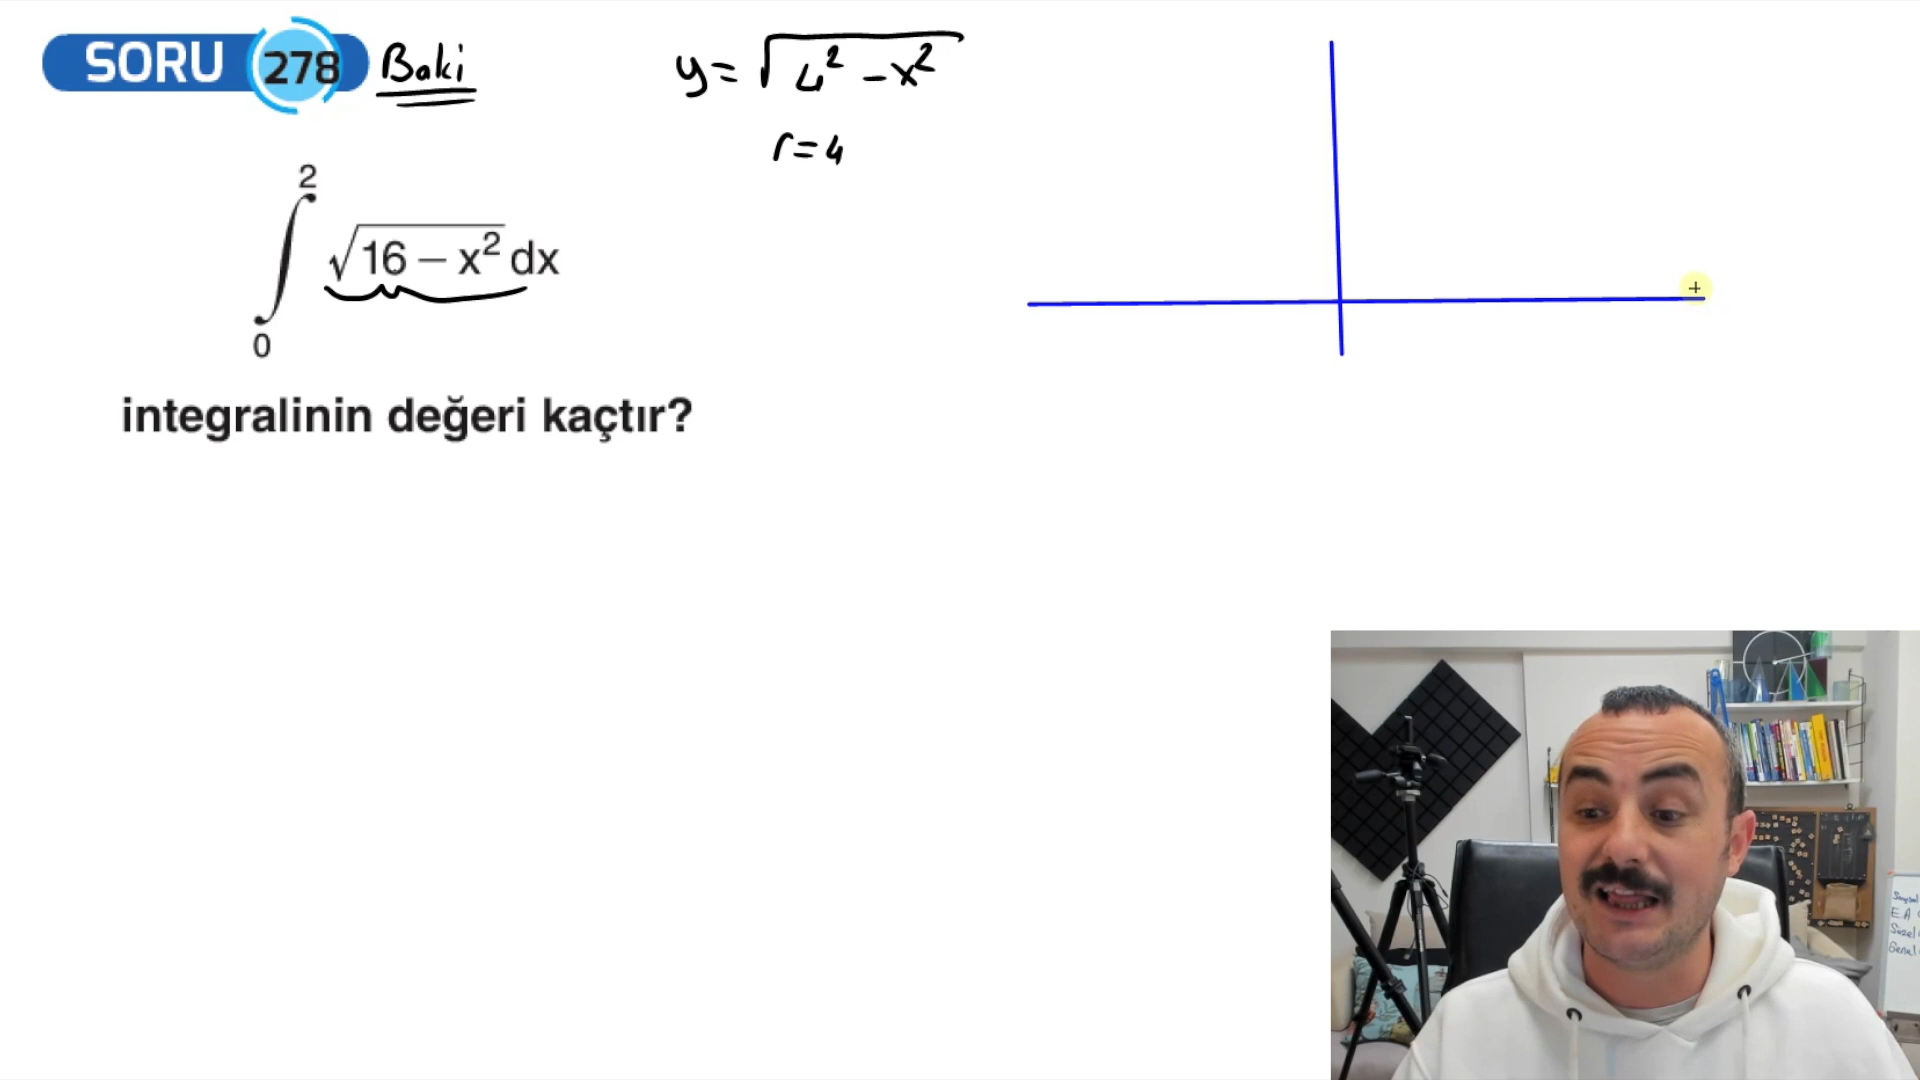 SORU 278 Baki
y = √4² - x²
r = 4
2
∫ √16 – x² dx
0
integralinin değeri kaçtır?
E.A